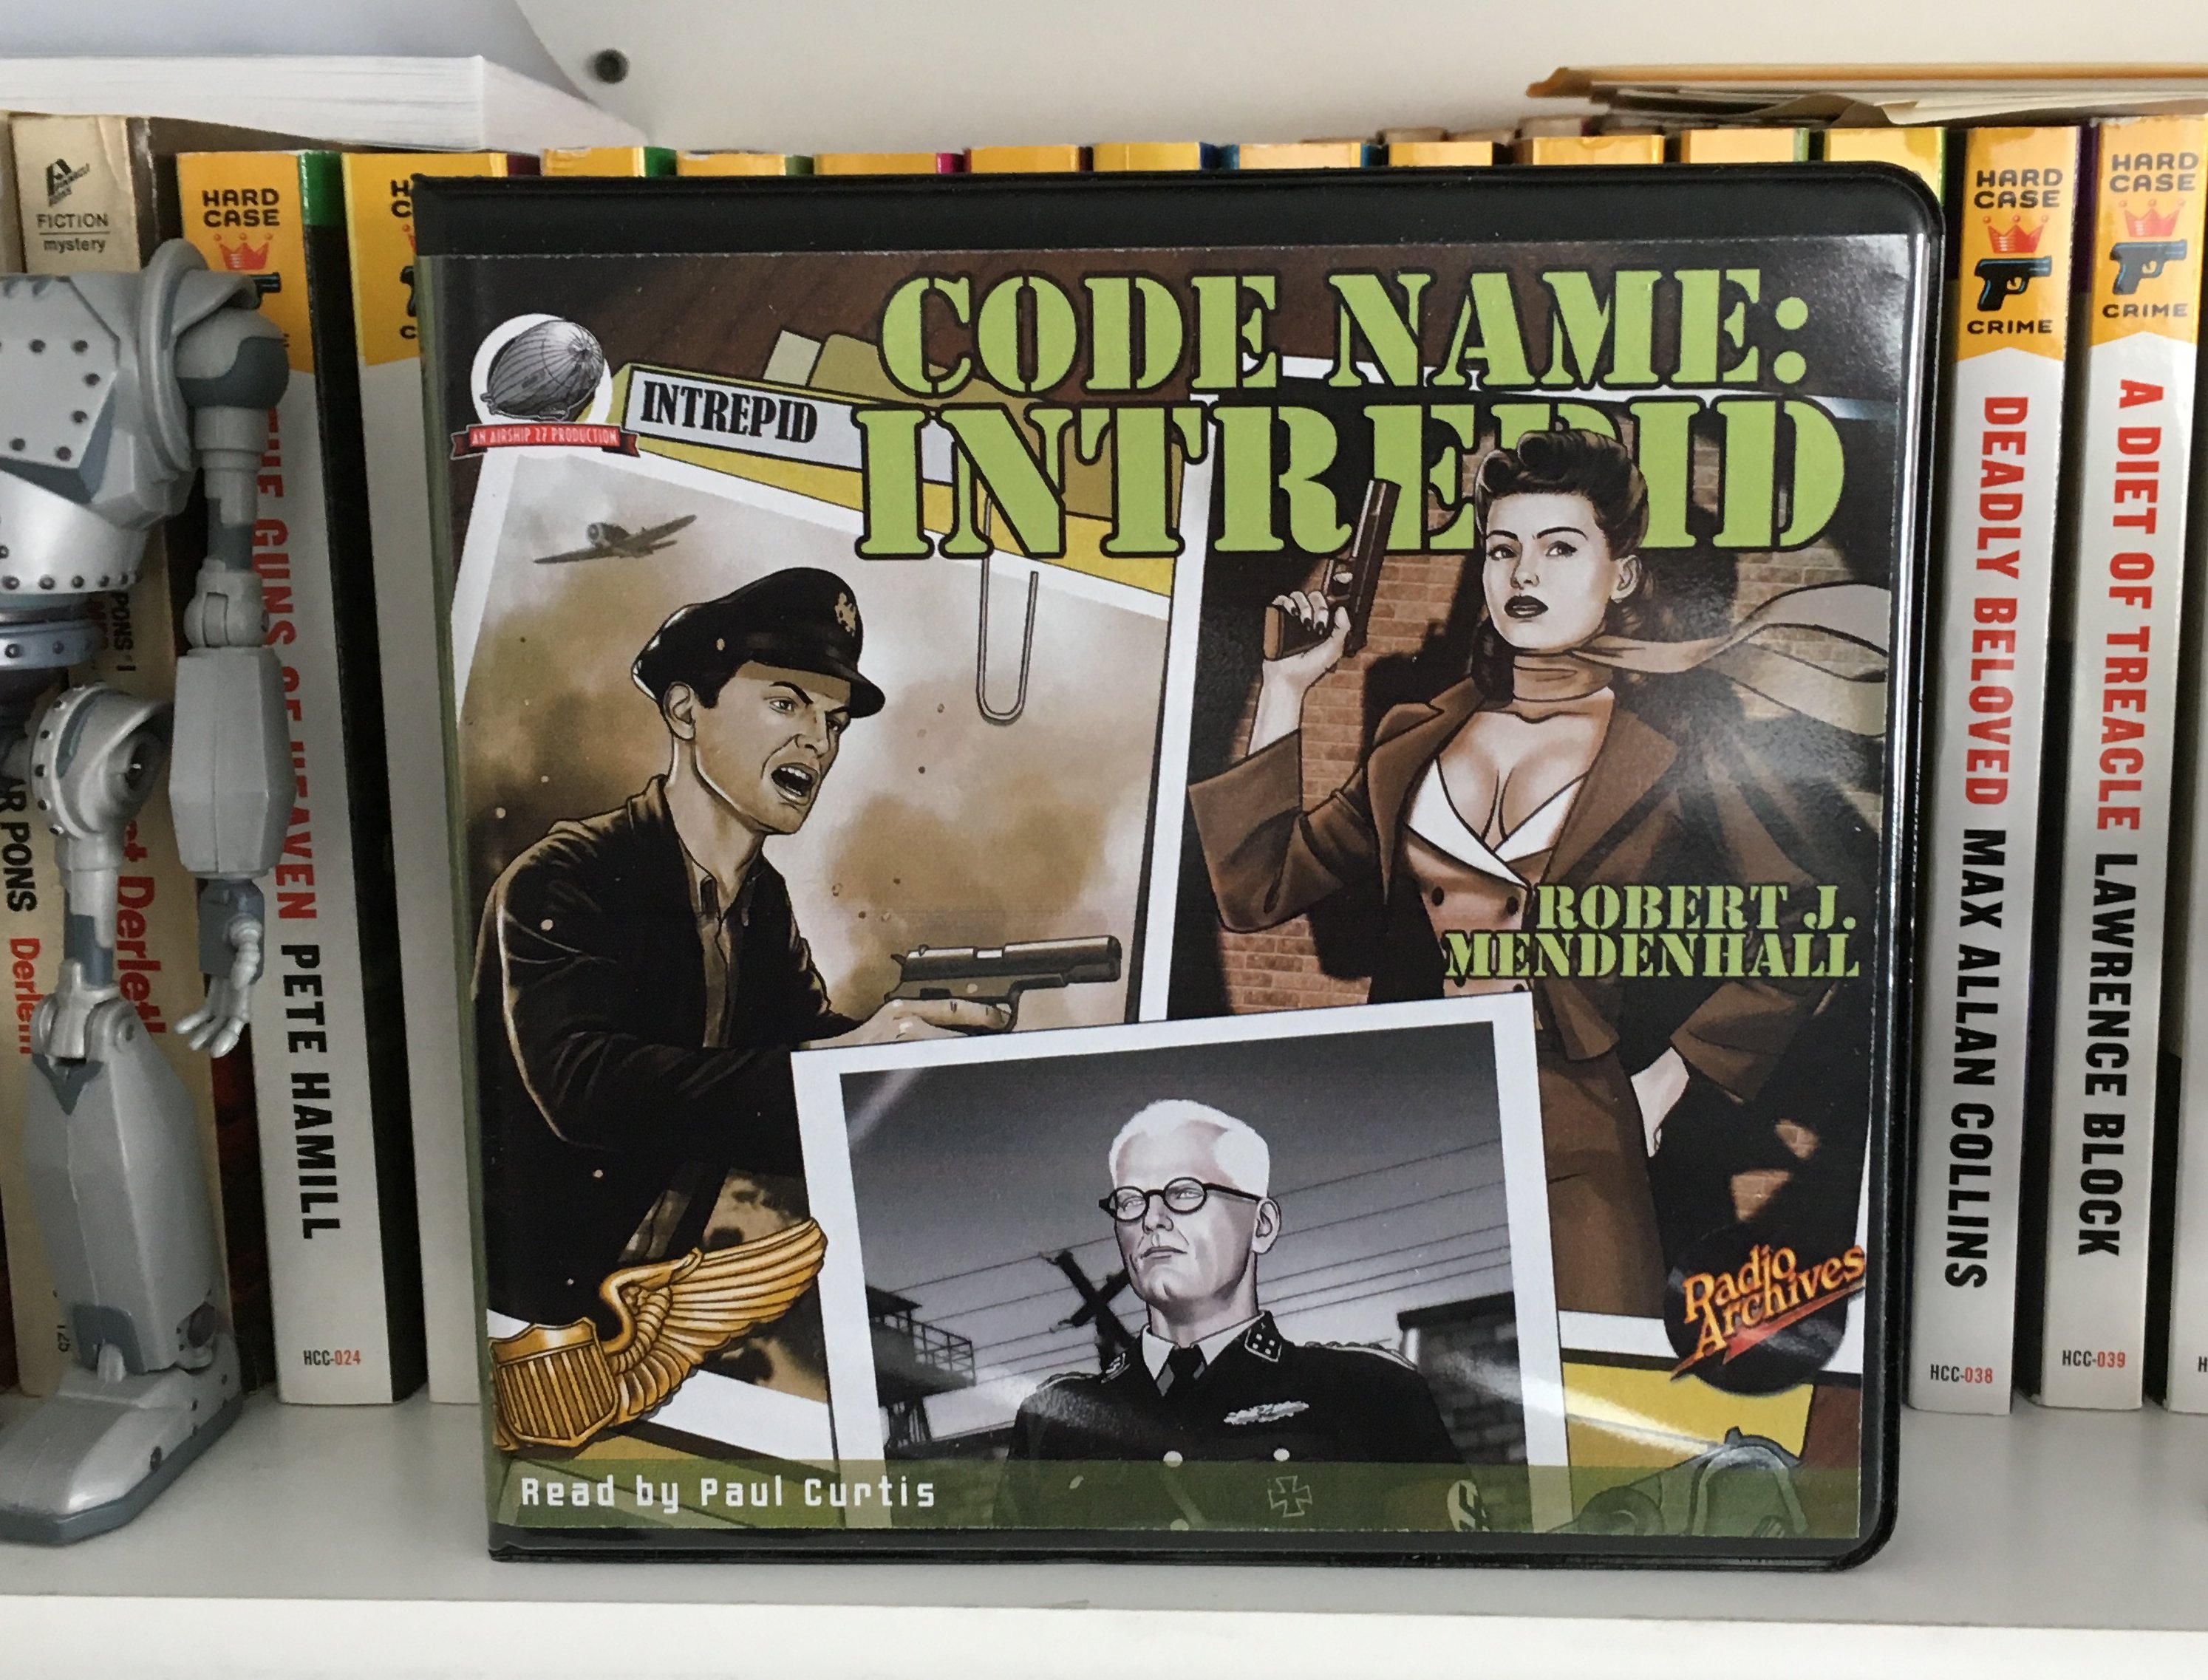 FICTION
mystery
HARD
CASE
CRIME
THE GUNS OF HEAVEN PETE HAMILL
HCC-024
CODE NAME:
INTREPID
INTREPID
AN AIRSHIP 27 PRODUCTION
ROBERT J.
MENDENHALL
Radio
Archives
Read by Paul Curtis
HARD
CASE
CRIME
DEADLY BELOVED MAX ALLAN COLLINS
HCC-038
HARD
CASE
CRIME
A DIET OF TREACLE LAWRENCE BLOCK
HCC-039
PONS
Derleth